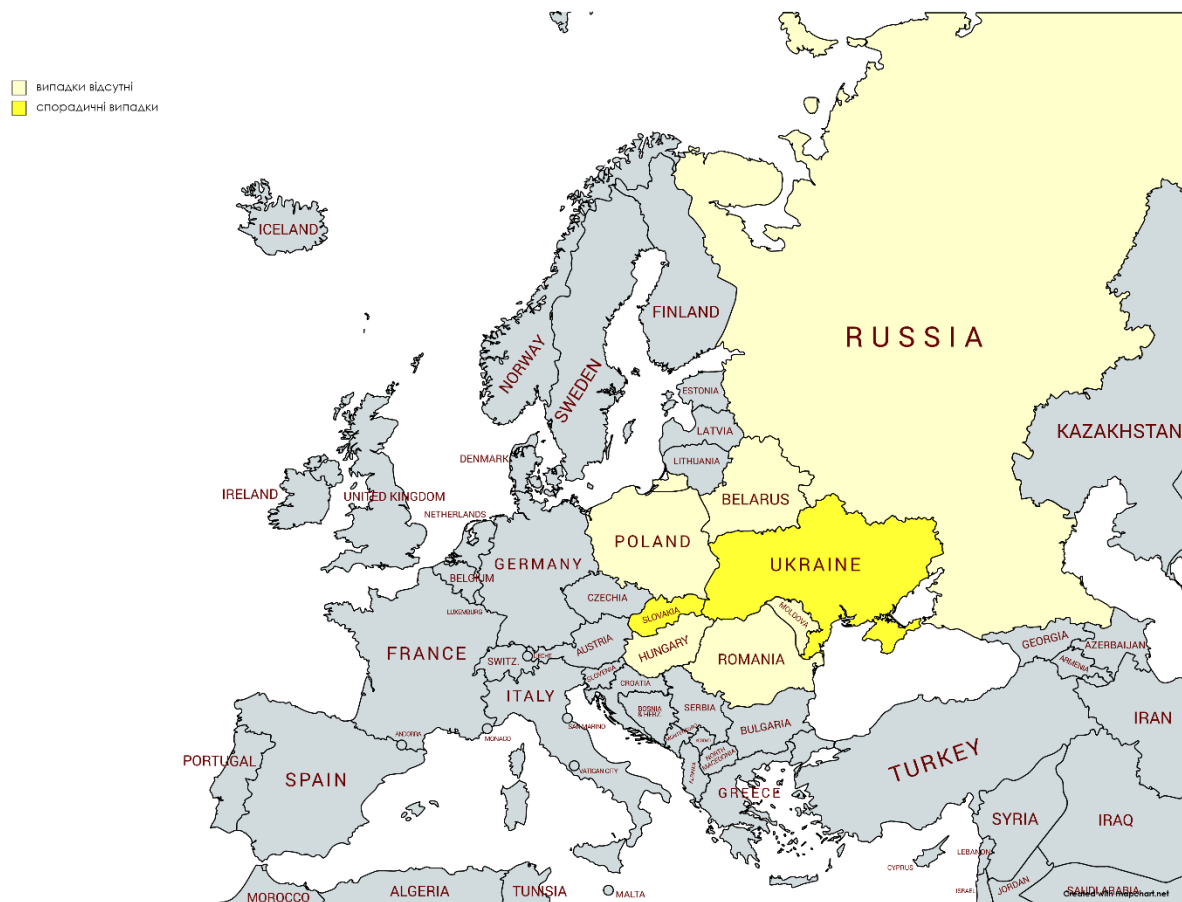 випадки відсутні
спорадичні випадки
ICELAND
RUSSIA
FINLAND
NORWAY
SWEDEN
ESTONIA
LATVIA
KAZAKHSTAN
DENMARK
LITHUANIA
IRELAND
UNITED KINGDOM
BELARUS
NETHERLANDS
POLAND
GERMANY
UKRAINE
BELGIUM
CZECHIA
LUXEMBURG
SLOVAKIA
MOLDOVA
FRANCE
AUSTRIA
HUNGARY
SWITZ.
ROMANIA
GEORGIA
AZERBAIJAN
ARMENIA
SLOVENIA
CROATIA
ITALY
BOSNIA
& HERZ.
SERBIA
SAN MARINO
BULGARIA
IRAN
ANDORRA
MONACO
NORTH
MACEDONIA
PORTUGAL
SPAIN
VATICAN CITY
TURKEY
GREECE
SYRIA
IRAQ
LEBANON
CYPRUS
ISRAEL
JORDAN
ALGERIA
TUNISIA
MALTA
MOROCCO
SAUDI ARABIA
Created with mapchart.net